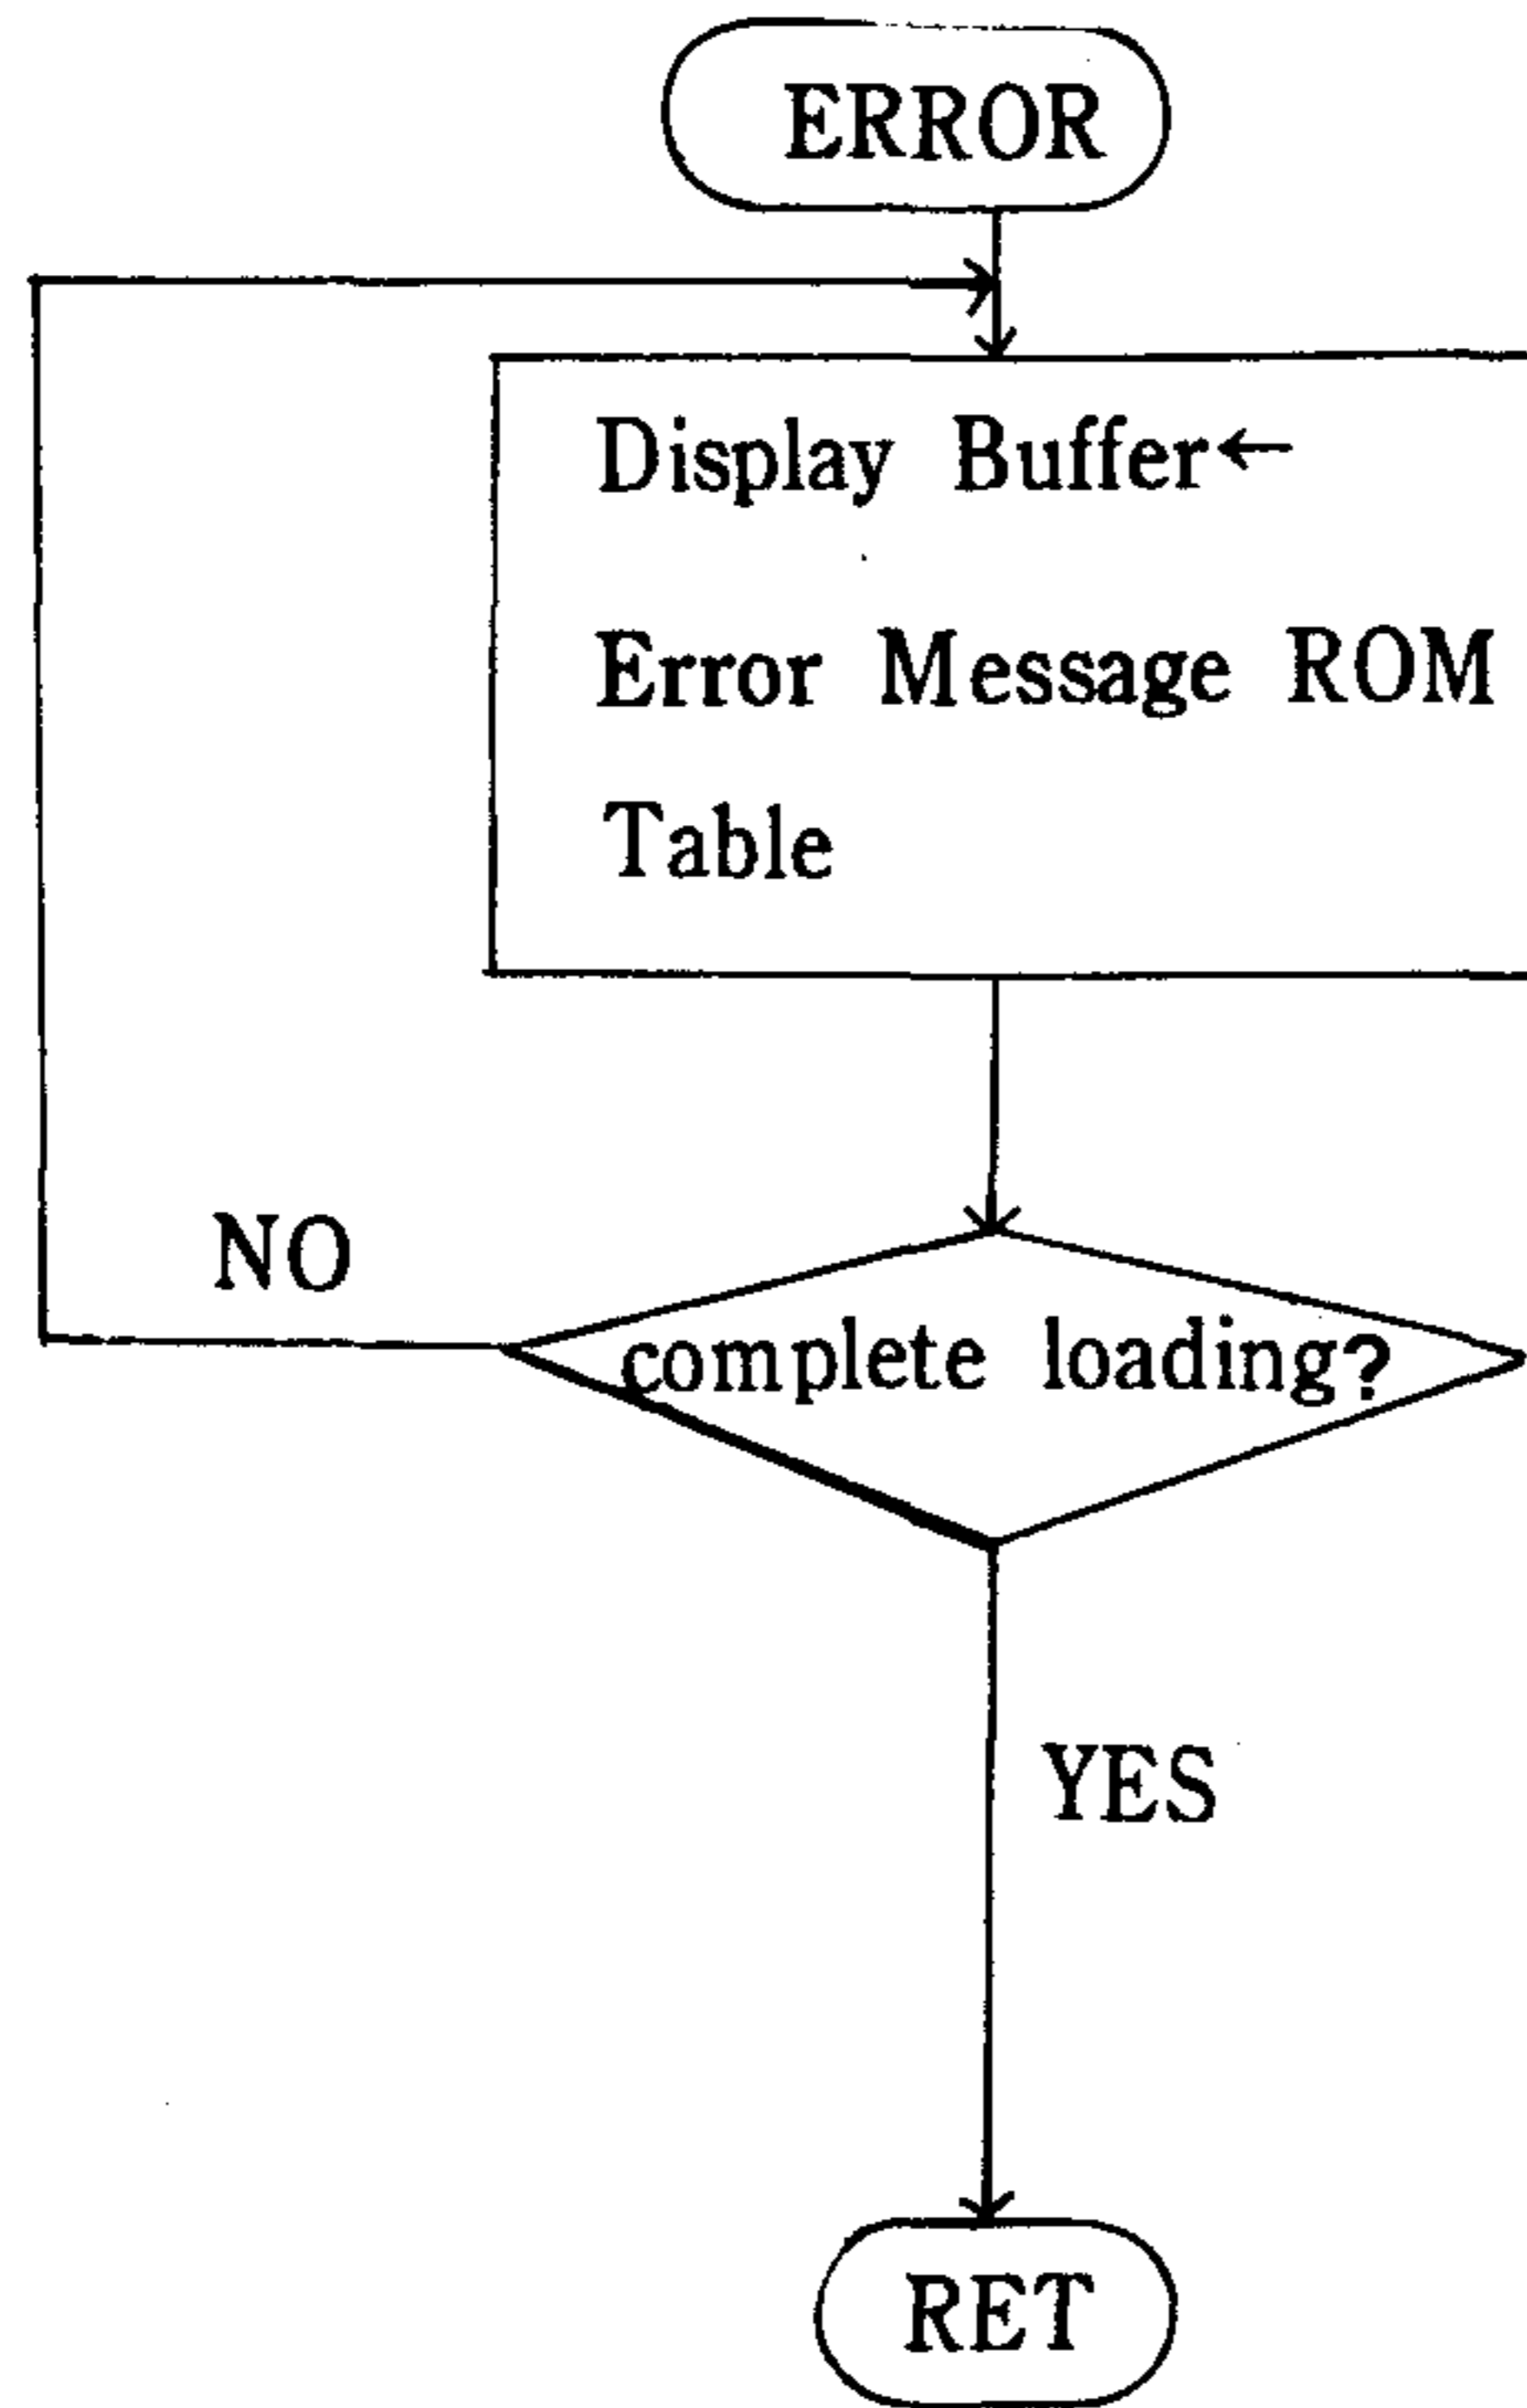 ERROR
Display Buffer←
Error Message ROM
Table
NO
complete loading?
YES
RET